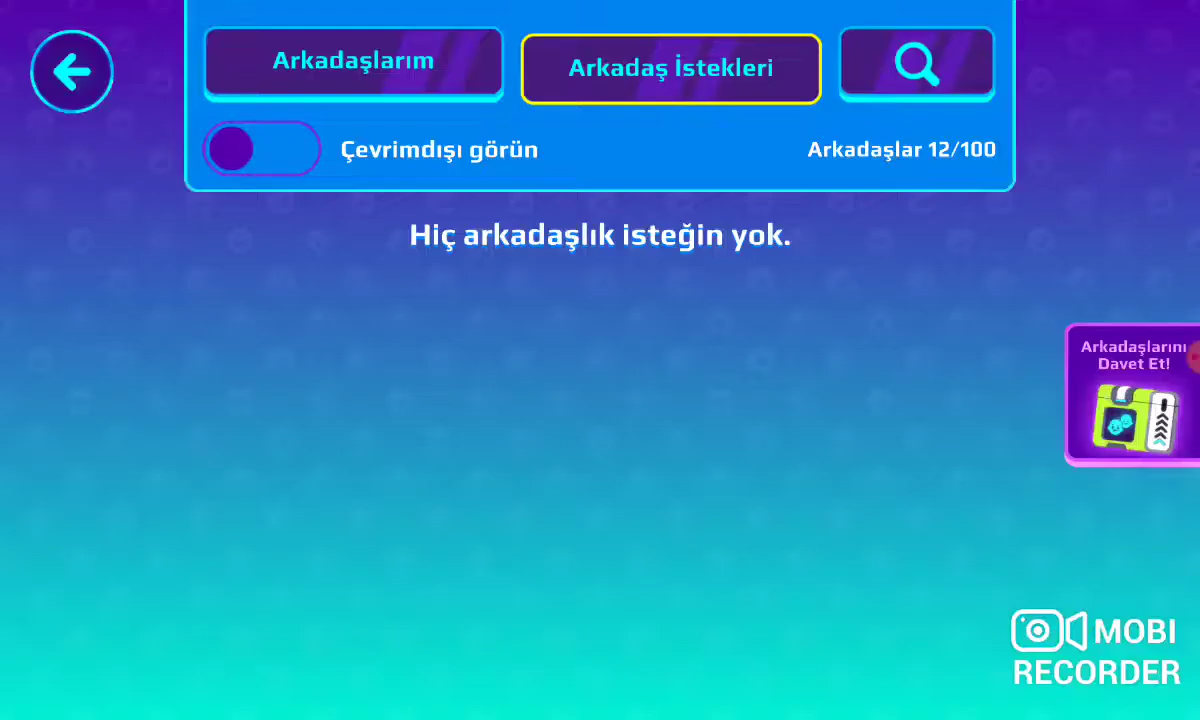 Arkadaşlarım
Arkadaş İstekleri
Çevrimdışı görün
Arkadaşlar 12/100
Hiç arkadaşlık isteğin yok.
Arkadaşlarını
Davet Et!
MOBI
RECORDER